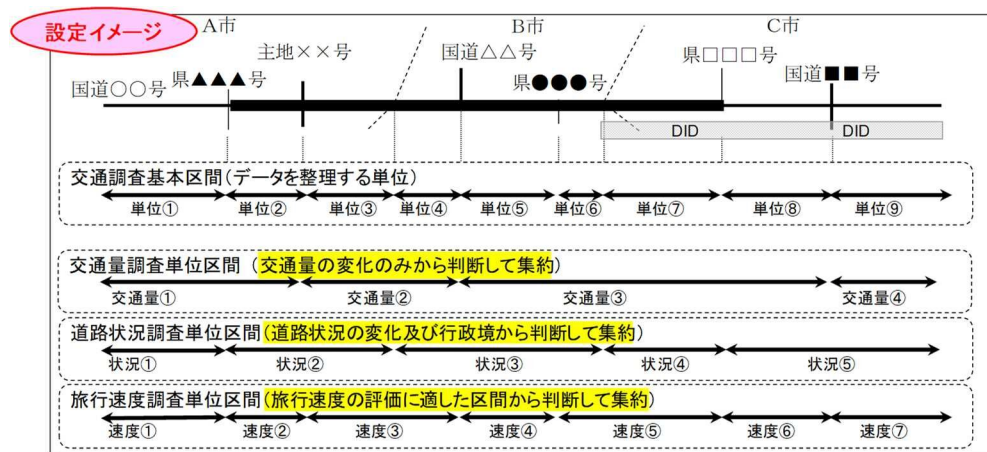 設定イメージ
A市
B市
C市
主地××号
国道△△号
県□□□号
国道○○号
県▲▲▲号
県●●●号
国道■■号
DID
DID
交通調査基本区間(データを整理する単位)
単位① 単位② 単位③ 単位④ 単位⑤ 単位⑥ 単位⑦ 単位⑧ 単位⑨
交通量調査単位区間 (交通量の変化のみから判断して集約)
交通量① 交通量② 交通量③ 交通量④
道路状況調査単位区間(道路状況の変化及び行政境から判断して集約)
状況① 状況② 状況③ 状況④ 状況⑤
旅行速度調査単位区間(旅行速度の評価に適した区間から判断して集約)
速度① 速度② 速度③ 速度④ 速度⑤ 速度⑥ 速度⑦